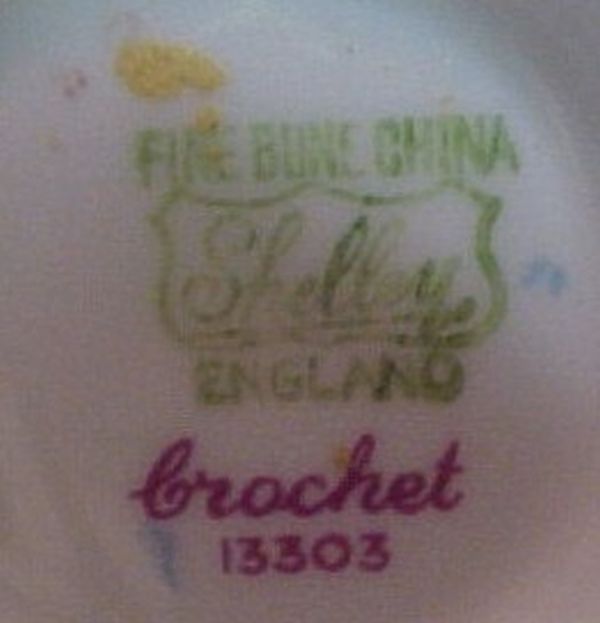 FINE BONE CHINA
Shelley
ENGLAND
Crochet
13303